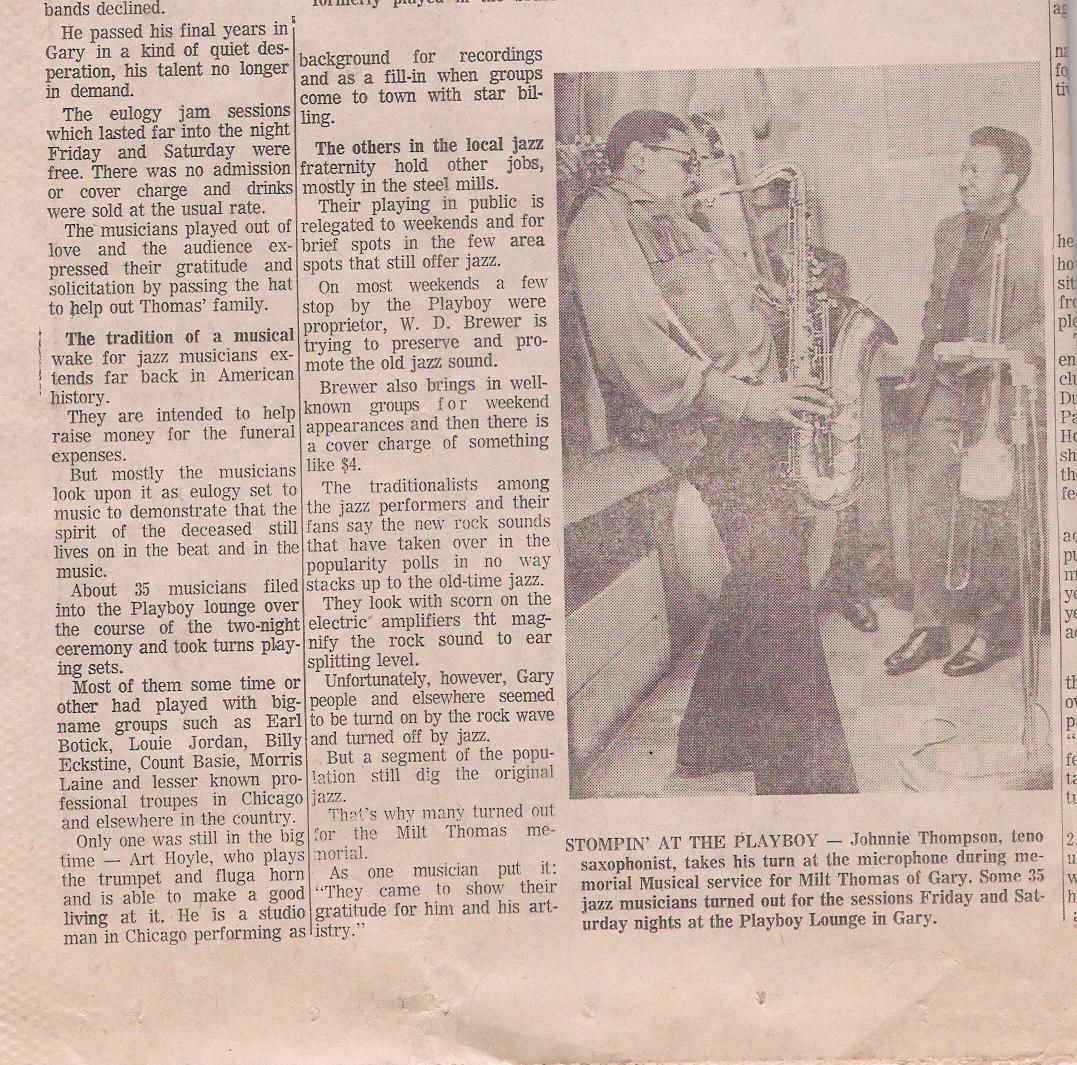 bands declined.
He passed his final years in
Gary in a kind of quiet des-
peration, his talent no longer
in demand.
The eulogy jam sessions
which lasted far into the night
Friday and Saturday were
free. There was no admission
or cover charge and drinks
were sold at the usual rate.
The musicians played out of
love and the audience ex-
pressed their gratitude and
solicitation by passing the hat
to help out Thomas' family.
The tradition of a musical
wake for jazz musicians ex-
tends far back in American
history.
They are intended to help
raise money for the funeral
expenses.
But mostly the musicians
look upon it as eulogy set to
music to demonstrate that the
spirit of the deceased still
lives on in the beat and in the
music.
About 35 musicians filed
into the Playboy lounge over
the course of the two-night
ceremony and took turns play-
ing sets.
Most of them some time or
other had played with big-
name groups such as Earl
Botick, Louie Jordan, Billy
Eckstine, Count Basie, Morris
Laine and lesser known pro-
fessional troupes in Chicago
and elsewhere in the country.
Only one was still in the big
time — Art Hoyle, who plays
the trumpet and fluga horn
and is able to make a good
living at it. He is a studio
man in Chicago performing as
background for recordings
and as a fill-in when groups
come to town with star bil-
ling.
The others in the local jazz
fraternity hold other jobs,
mostly in the steel mills.
Their playing in public is
relegated to weekends and for
brief spots in the few area
spots that still offer jazz.
On most weekends a few
stop by the Playboy were
proprietor, W. D. Brewer is
trying to preserve and pro-
mote the old jazz sound.
Brewer also brings in well-
known groups for weekend
appearances and then there is
a cover charge of something
like $4.
The traditionalists among
the jazz performers and their
fans say the new rock sounds
that have taken over in the
popularity polls in no way
stacks up to the old-time jazz.
They look with scorn on the
electric amplifiers tht mag-
nify the rock sound to ear
splitting level.
Unfortunately, however, Gary
people and elsewhere seemed
to be turnd on by the rock wave
and turned off by jazz.
But a segment of the popu-
lation still dig the original
jazz.
That's why many turned out
for the Milt Thomas me-
morial.
As one musician put it:
"They came to show their
gratitude for him and his art-
istry."
STOMPIN' AT THE PLAYBOY — Johnnie Thompson, teno
saxophonist, takes his turn at the microphone during me-
morial Musical service for Milt Thomas of Gary. Some 35
jazz musicians turned out for the sessions Friday and Sat-
urday nights at the Playboy Lounge in Gary.